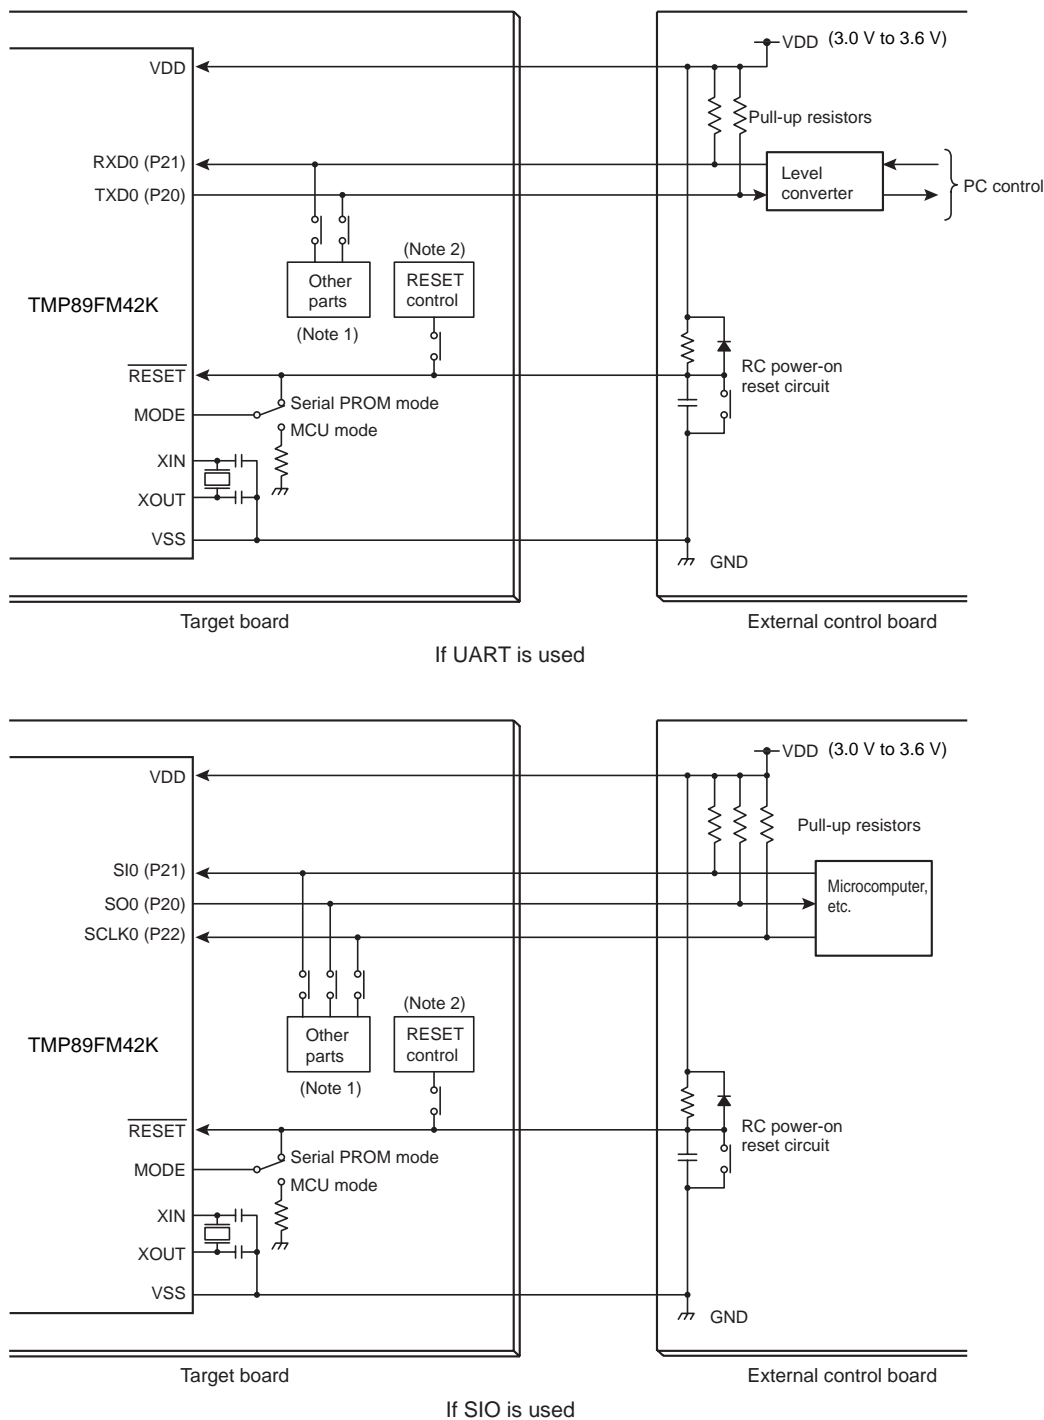 VDD (3.0 V to 3.6 V)
VDD
Pull-up resistors
RXD0 (P21)
TXD0 (P20)
Level
converter
PC control
(Note 2)
Other
parts
RESET
control
TMP89FM42K
(Note 1)
RESET
RC power-on
reset circuit
Serial PROM mode
MODE
MCU mode
XIN
XOUT
VSS
GND
Target board
External control board
If UART is used
VDD (3.0 V to 3.6 V)
VDD
Pull-up resistors
SI0 (P21)
SO0 (P20)
SCLK0 (P22)
Microcomputer,
etc.
(Note 2)
Other
parts
RESET
control
TMP89FM42K
(Note 1)
RESET
RC power-on
reset circuit
Serial PROM mode
MODE
MCU mode
XIN
XOUT
VSS
GND
Target board
External control board
If SIO is used